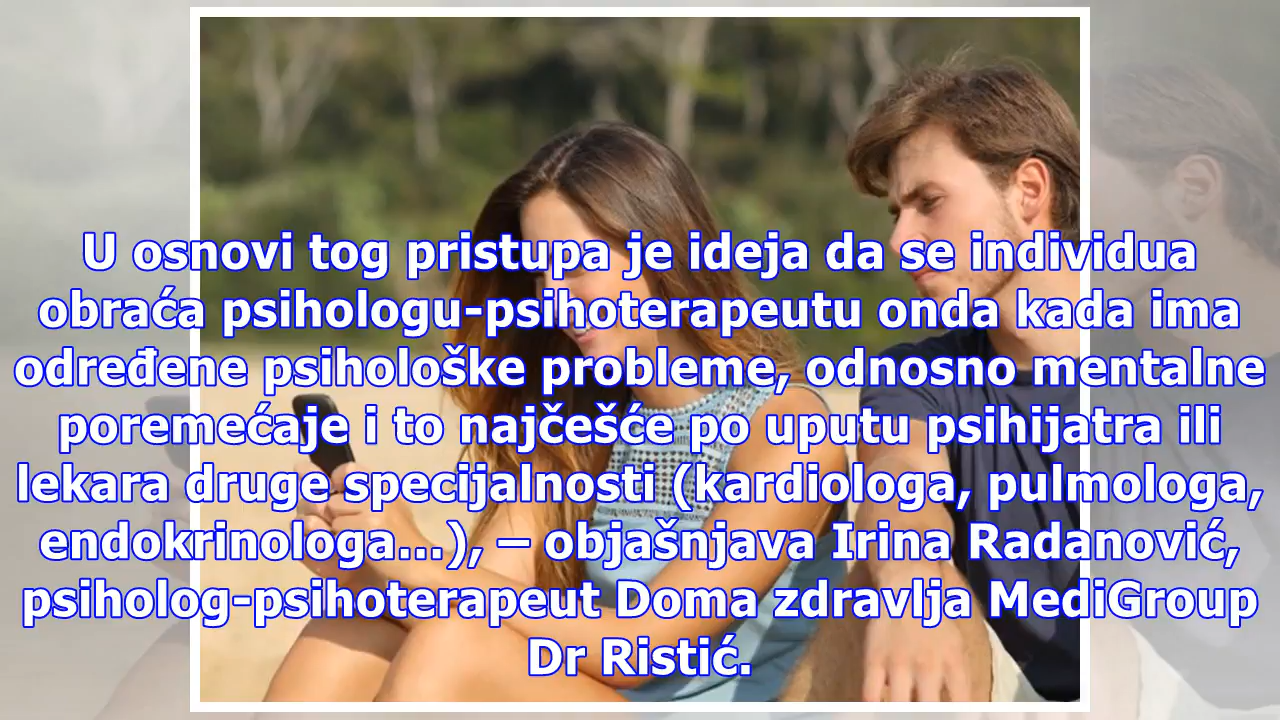 U osnovi tog pristupa je ideja da se individua
obraća psihologu-psihoterapeutu onda kada ima
određene psihološke probleme, odnosno mentalne
poremećaje i to najčešće po uputu psihijatra ili
lekara druge specijalnosti (kardiologa, pulmologa,
endokrinologa...), – objašnjava Irina Radanović,
psiholog-psihoterapeut Doma zdravlja MediGroup
Dr Ristić.